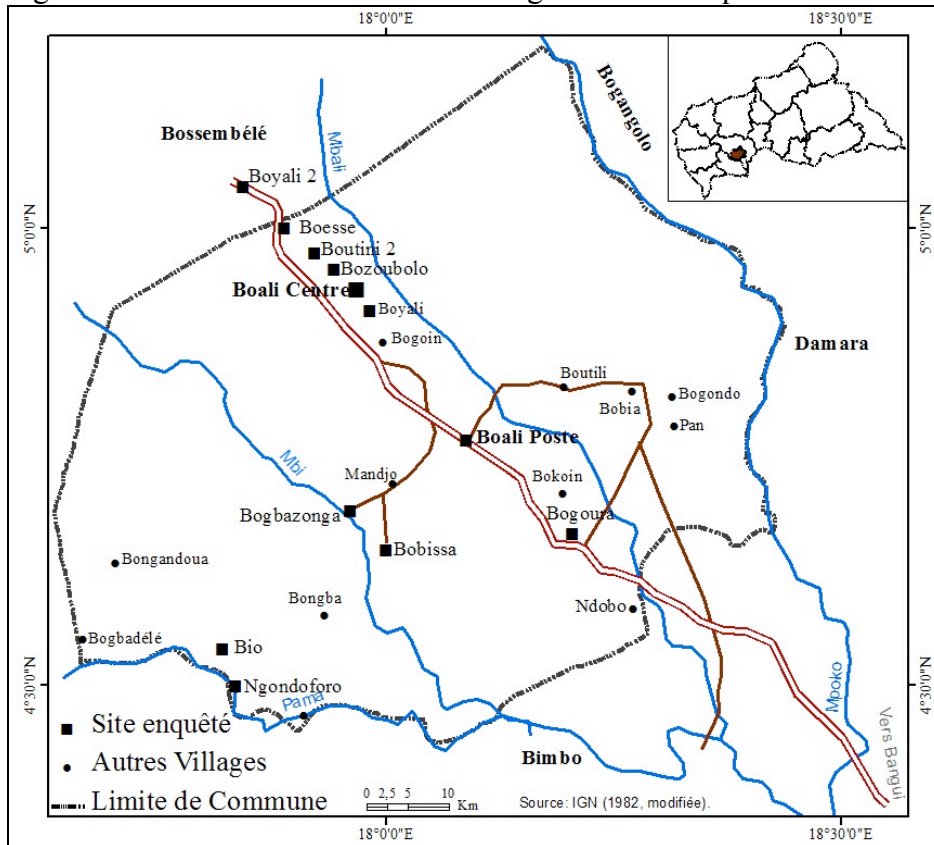 18°0'0"E
18°30'0"E
Bogangolo
Bossembélé
Mbali
Boyali 2
5°0'0"N
5°0'0"N
Boesse
Boutini 2
Bozoubolo
Boali Centre
Boyali
Bogoin
Damara
Boutili
Bobia
Bogondo
Pan
Boali Poste
Mbi
Mandjo
Bokoin
Bogbazonga
Bogoura
Bobissa
Bongandoua
Bongba
Ndobo
Bogbadélé
Bio
4°30'0"N
4°30'0"N
Ngondoforo
Pama
Mpoko
Vers Bangui
Site enquêté
Autres Villages
Bimbo
Limite de Commune
0 2,5 5 10
Km
Source: IGN (1982, modifiée).
18°0'0"E
18°30'0"E